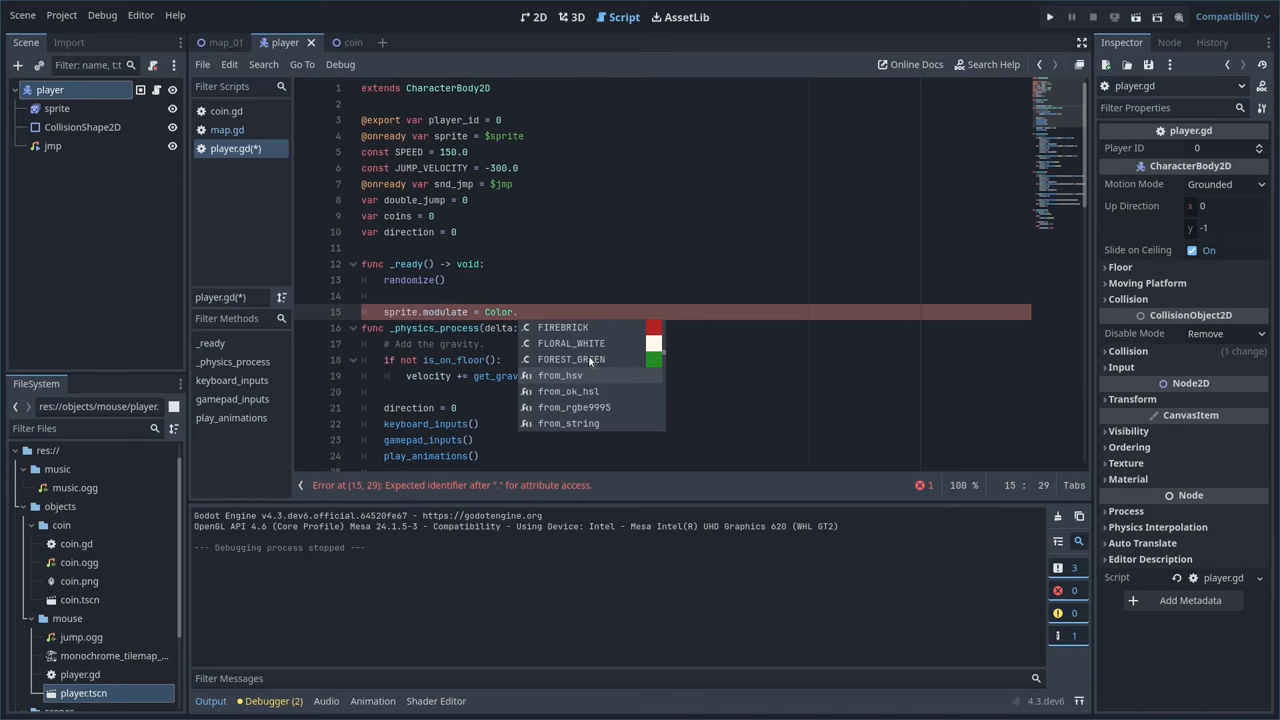 Scene Project Debug Editor Help
2D 3D Script AssetLib
Compatibility
Scene Import
Filter: name, t:t
player
sprite
CollisionShape2D
jmp
FileSystem
res://objects/mouse/player.
Filter Files
res://
music
music.ogg
objects
coin
coin.gd
coin.ogg
coin.png
coin.tscn
mouse
jump.ogg
monochrome_tilemap_...
player.gd
player.tscn
map_01 player coin
File Edit Search Go To Debug
Online Docs Search Help
Filter Scripts
coin.gd
map.gd
player.gd(*)
player.gd(*)
Filter Methods
_ready
_physics_process
keyboard_inputs
gamepad_inputs
play_animations
1 extends CharacterBody2D
2
3 @export var player_id = 0
4 @onready var sprite = $sprite
5 const SPEED = 150.0
6 const JUMP_VELOCITY = -300.0
7 @onready var snd_jmp = $jmp
8 var double_jump = 0
9 var coins = 0
10 var direction = 0
11
12 func _ready() -> void:
13 randomize()
14
15 sprite.modulate = Color.
16 func _physics_process(delta:
17 # Add the gravity.
18 if not is_on_floor():
19 velocity += get_grav
20
21 direction = 0
22 keyboard_inputs()
23 gamepad_inputs()
24 play_animations()
FIREBRICK
FLORAL_WHITE
FOREST_GREEN
from_hsv
from_ok_hsl
from_rgbe9995
from_string
Error at (15, 29): Expected identifier after "." for attribute access.
1 100 % 15 : 29 Tabs
Godot Engine v4.3.dev6.official.64520fe67 - https://godotengine.org
OpenGL API 4.6 (Core Profile) Mesa 24.1.5-3 - Compatibility - Using Device: Intel - Mesa Intel(R) UHD Graphics 620 (WHL GT2)
--- Debugging process stopped ---
3
0
0
1
Filter Messages
Output Debugger (2) Audio Animation Shader Editor
4.3.dev6
Inspector Node History
player.gd
Filter Properties
player.gd
Player ID 0
CharacterBody2D
Motion Mode Grounded
Up Direction x 0
y -1
Slide on Ceiling On
Floor
Moving Platform
Collision
CollisionObject2D
Disable Mode Remove
Collision (1 change)
Input
Node2D
Transform
CanvasItem
Visibility
Ordering
Texture
Material
Node
Process
Physics Interpolation
Auto Translate
Editor Description
Script player.gd
Add Metadata